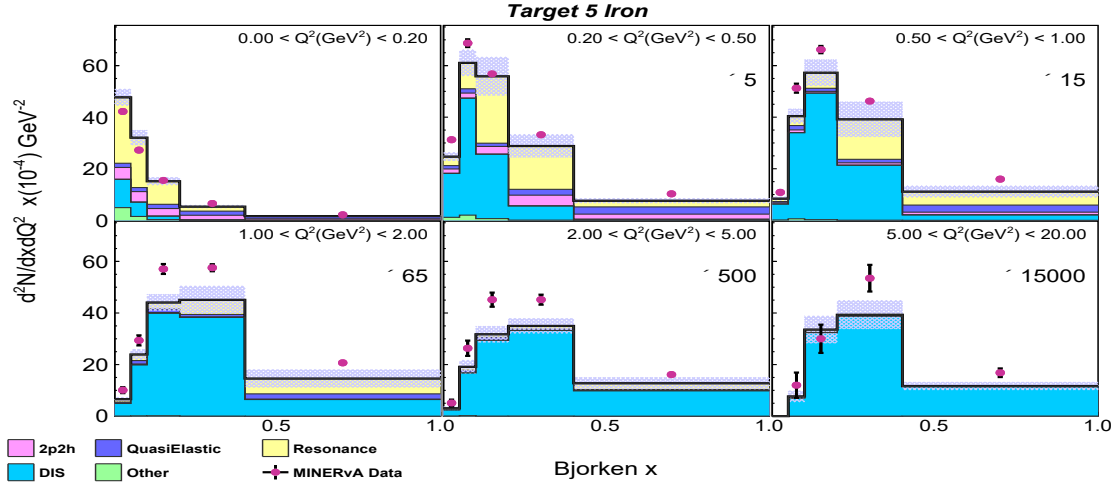 Target 5 Iron
0.00 < Q²(GeV²) < 0.20
0.20 < Q²(GeV²) < 0.50
0.50 < Q²(GeV²) < 1.00
´ 5
´ 15
60
40
20
0
1.00 < Q²(GeV²) < 2.00
2.00 < Q²(GeV²) < 5.00
5.00 < Q²(GeV²) < 20.00
´ 65
´ 500
´ 15000
60
40
20
0
d²N/dxdQ² x(10⁻⁴) GeV⁻²
0.5 1.0 0.5 1.0 0.5 1.0
Bjorken x
2p2h QuasiElastic Resonance
DIS Other MINERvA Data